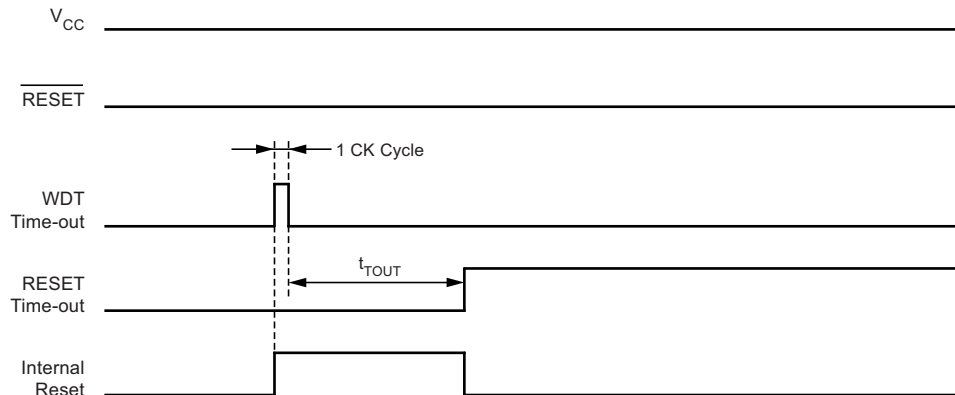 VCC
RESET
1 CK Cycle
WDT
Time-out
tTOUT
RESET
Time-out
Internal
Reset